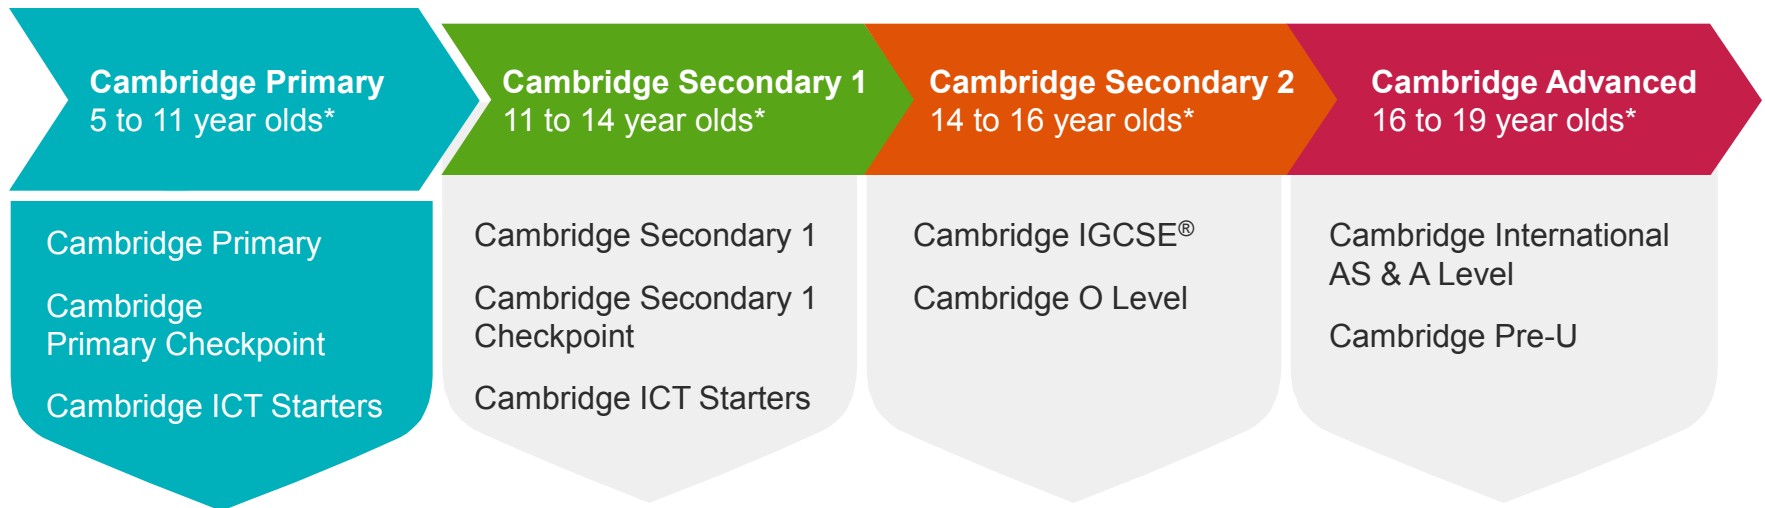 Cambridge Primary
5 to 11 year olds*
Cambridge Primary
Cambridge
Primary Checkpoint
Cambridge ICT Starters
Cambridge Secondary 1
11 to 14 year olds*
Cambridge Secondary 1
Cambridge Secondary 1
Checkpoint
Cambridge ICT Starters
Cambridge Secondary 2
14 to 16 year olds*
Cambridge IGCSE®
Cambridge O Level
Cambridge Advanced
16 to 19 year olds*
Cambridge International
AS & A Level
Cambridge Pre-U